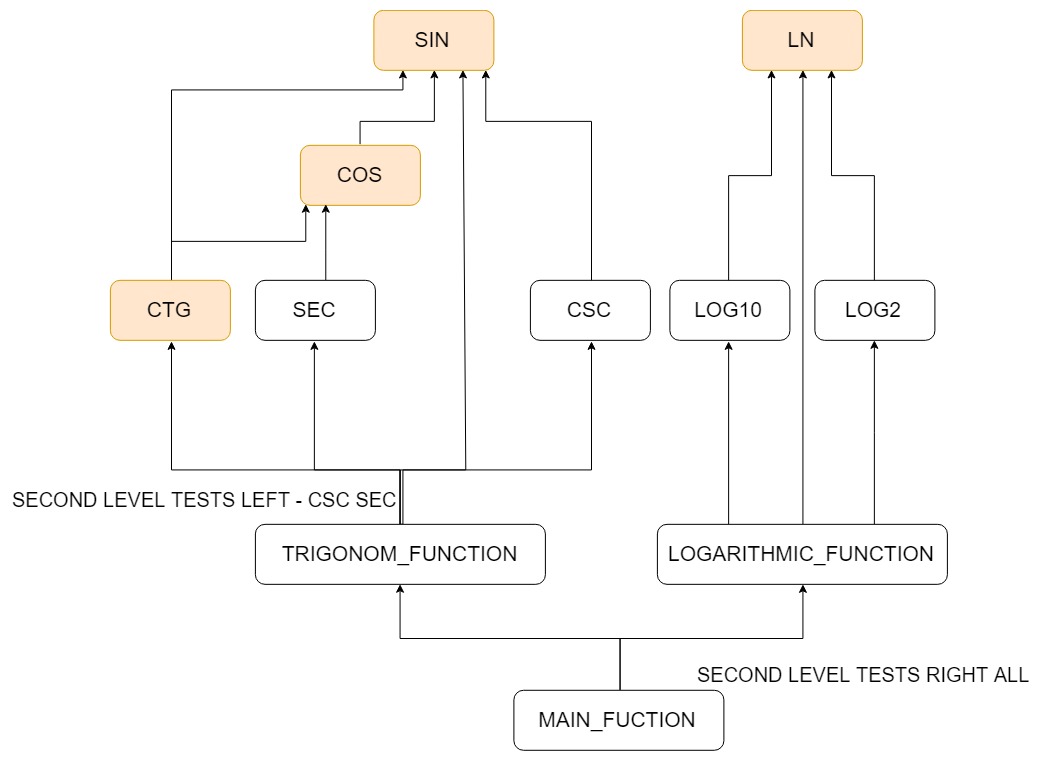 SIN
LN
COS
CTG
SEC
CSC
LOG10
LOG2
SECOND LEVEL TESTS LEFT - CSC SEC
TRIGONOM_FUNCTION
LOGARITHMIC_FUNCTION
SECOND LEVEL TESTS RIGHT ALL
MAIN_FUCTION